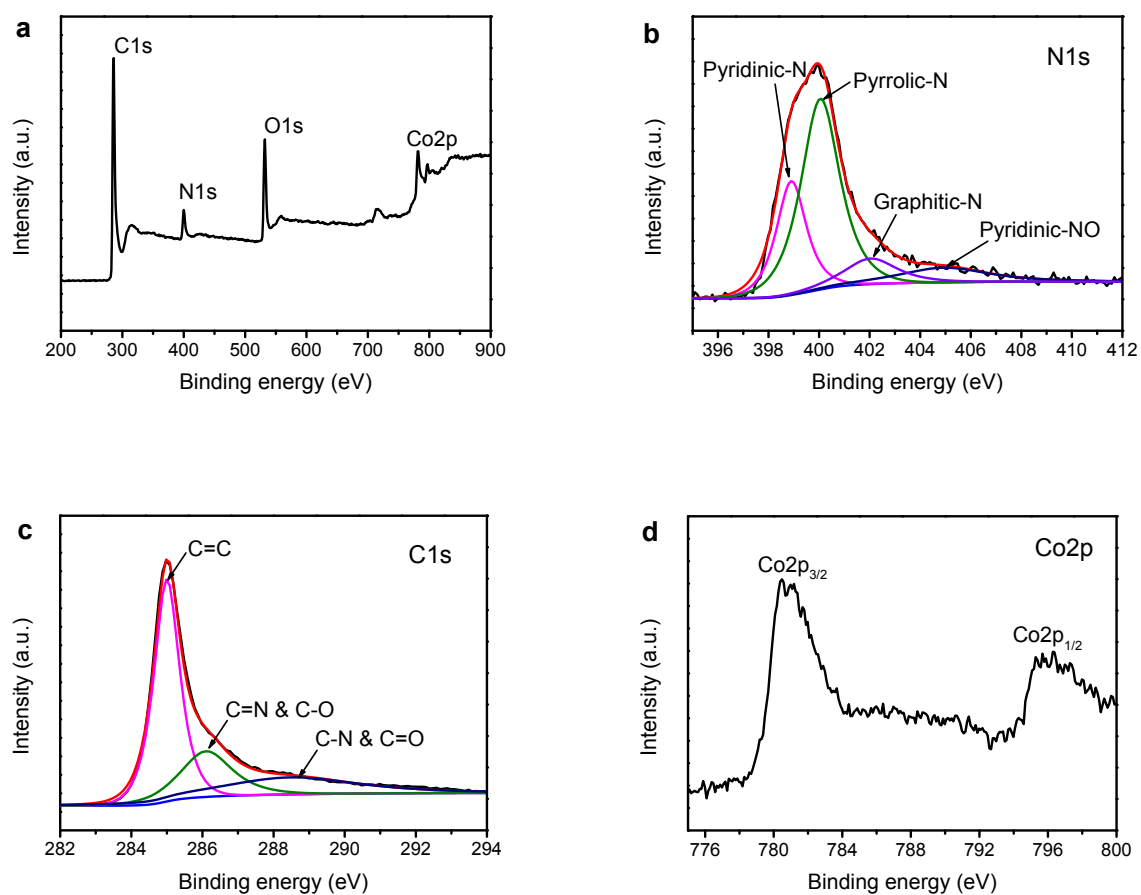 a
C1s
O1s
Co2p
N1s
Intensity (a.u.)
200 300 400 500 600 700 800 900
Binding energy (eV)
b
N1s
Pyridinic-N
Pyrrolic-N
Graphitic-N
Pyridinic-NO
Intensity (a.u.)
396 398 400 402 404 406 408 410 412
Binding energy (eV)
c
C1s
C=C
C=N & C-O
C-N & C=O
Intensity (a.u.)
282 284 286 288 290 292 294
Binding energy (eV)
d
Co2p
Co2p3/2
Co2p1/2
Intensity (a.u.)
776 780 784 788 792 796 800
Binding energy (eV)